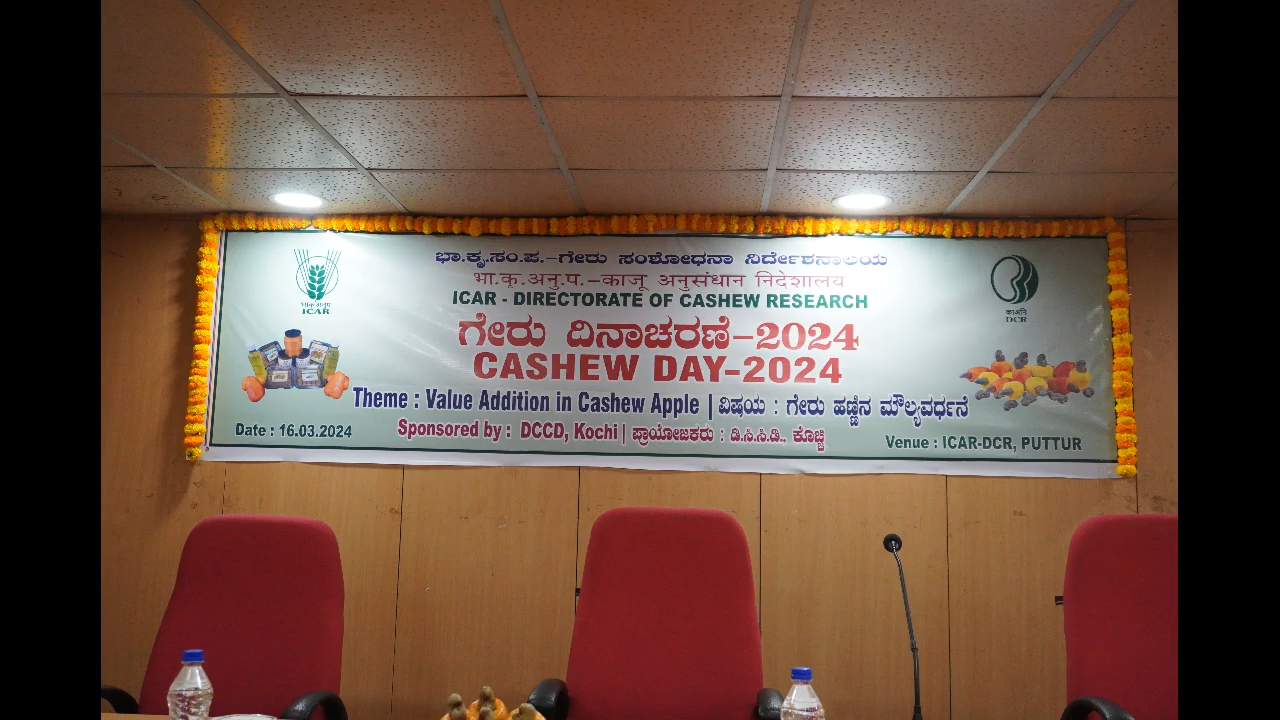 ಭಾ.ಕೃ.ಸಂ.ಪ.-ಗೇರು ಸಂಶೋಧನಾ ನಿರ್ದೇಶನಾಲಯ
भा.कृ.अनु.प.-काजू अनुसंधान निदेशालय
ICAR - DIRECTORATE OF CASHEW RESEARCH
भाकृअनुप
ICAR
काअनि
DCR
ಗೇರು ದಿನಾಚರಣೆ-2024
CASHEW DAY-2024
Theme : Value Addition in Cashew Apple | ವಿಷಯ : ಗೇರು ಹಣ್ಣಿನ ಮೌಲ್ಯವರ್ಧನೆ
Date : 16.03.2024
Sponsored by : DCCD, Kochi | ಪ್ರಾಯೋಜಕರು : ಡಿ.ಸಿ.ಸಿ.ಡಿ., ಕೊಚ್ಚಿ
Venue : ICAR-DCR, PUTTUR